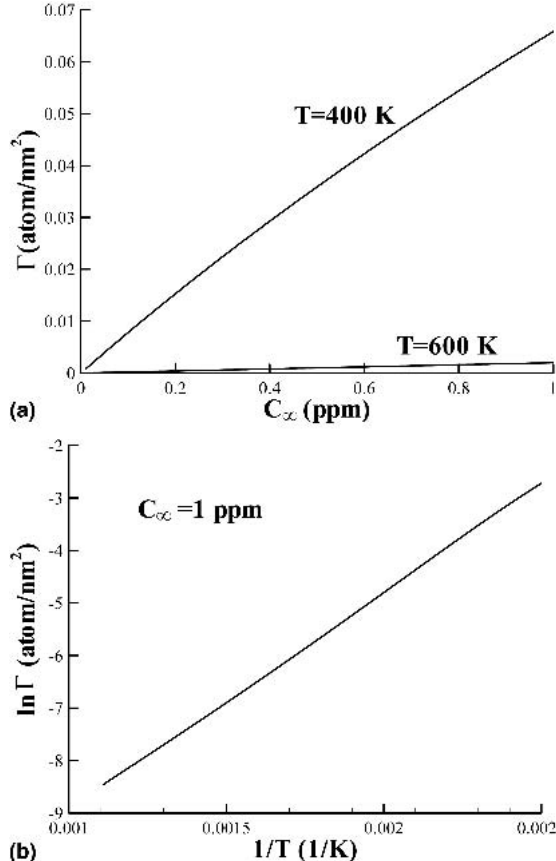 0.07
0.06
0.05
0.04
0.03
0.02
0.01
0
Γ (atom/nm²)
T=400 K
T=600 K
0 0.2 0.4 0.6 0.8 1
(a) C∞ (ppm)
-2
-3
-4
-5
-6
-7
-8
-9
ln Γ (atom/nm²)
C∞ =1 ppm
0.001 0.0015 0.002 0.002
(b) 1/T (1/K)